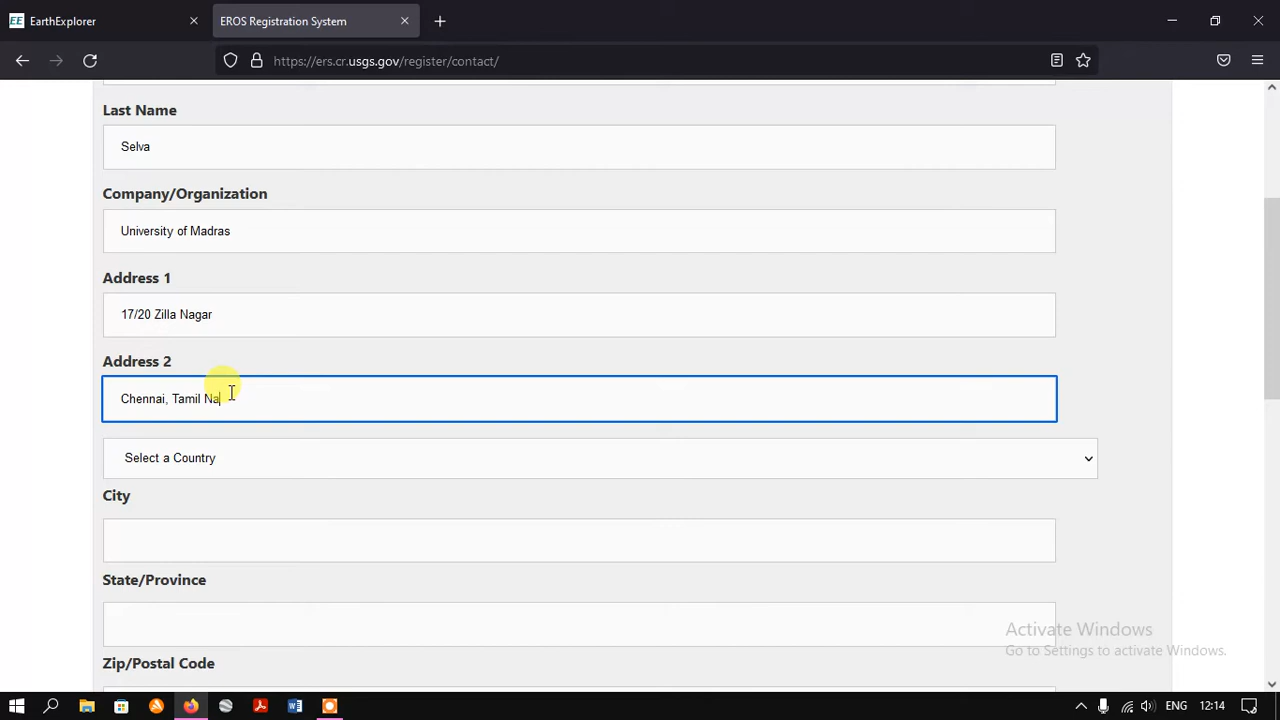 EE EarthExplorer
EROS Registration System
https://ers.cr.usgs.gov/register/contact/
Last Name
Selva
Company/Organization
University of Madras
Address 1
17/20 Zilla Nagar
Address 2
Chennai, Tamil Na
Select a Country
City
State/Province
Activate Windows
Go to Settings to activate Windows.
Zip/Postal Code
ENG
12:14